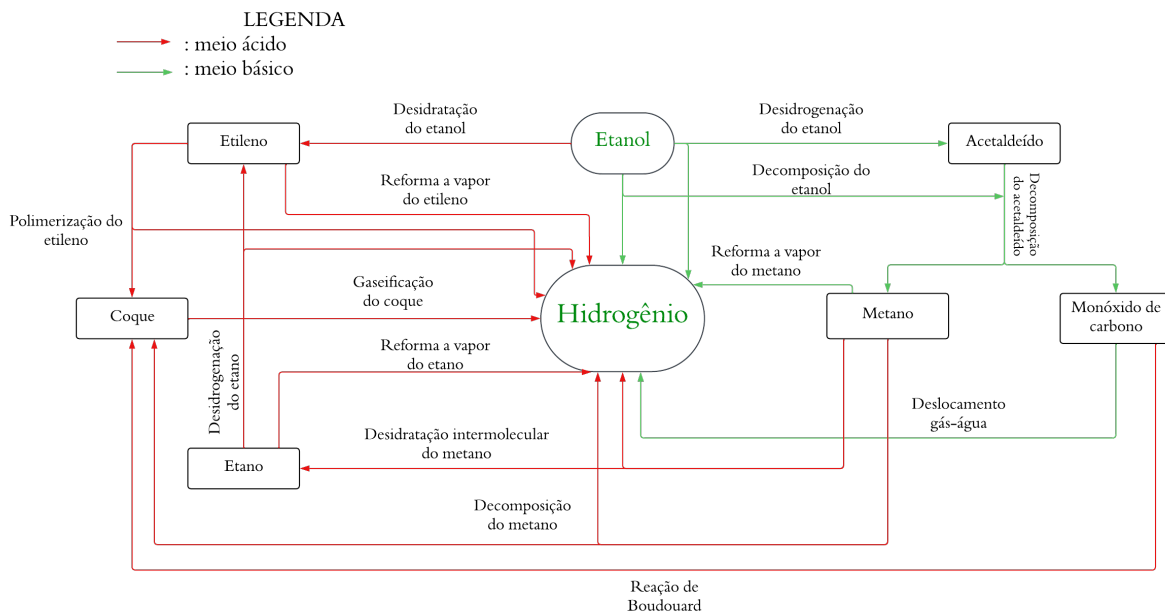 LEGENDA
: meio ácido
: meio básico
Desidratação
do etanol
Desidrogenação
do etanol
Etileno
Etanol
Acetaldeído
Reforma a vapor
do etileno
Decomposição do
etanol
Decomposição
do acetaldeído
Polimerização do
etileno
Reforma a vapor
do metano
Gaseificação
do coque
Coque
Hidrogênio
Metano
Monóxido de
carbono
Reforma a vapor
do etano
Desidrogenação
do etano
Deslocamento
gás-água
Desidratação intermolecular
do metano
Etano
Decomposição
do metano
Reação de
Boudouard